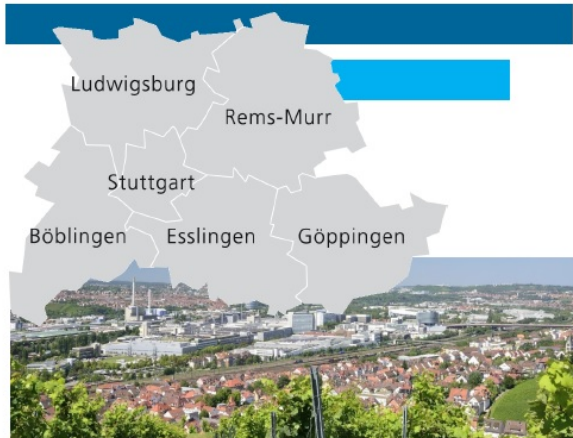 Ludwigsburg
Rems-Murr
Stuttgart
Böblingen
Esslingen
Göppingen